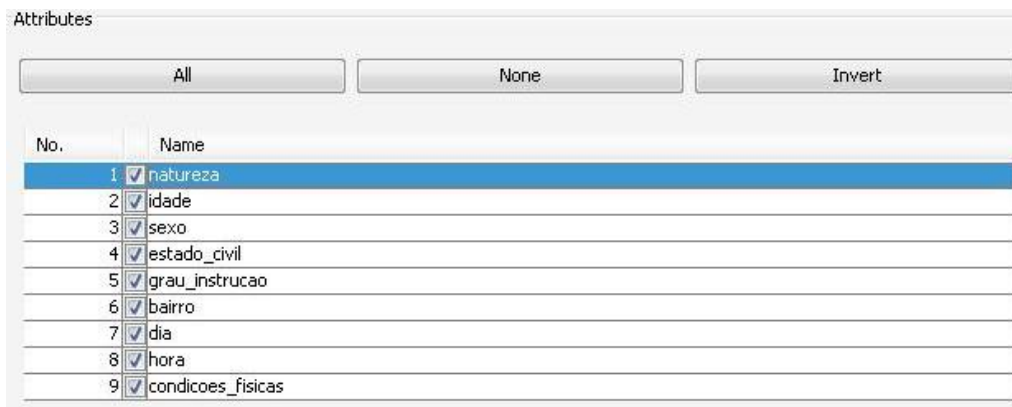 Attributes
All None Invert
No. Name
1 natureza
2 idade
3 sexo
4 estado_civil
5 grau_instrucao
6 bairro
7 dia
8 hora
9 condicoes_fisicas